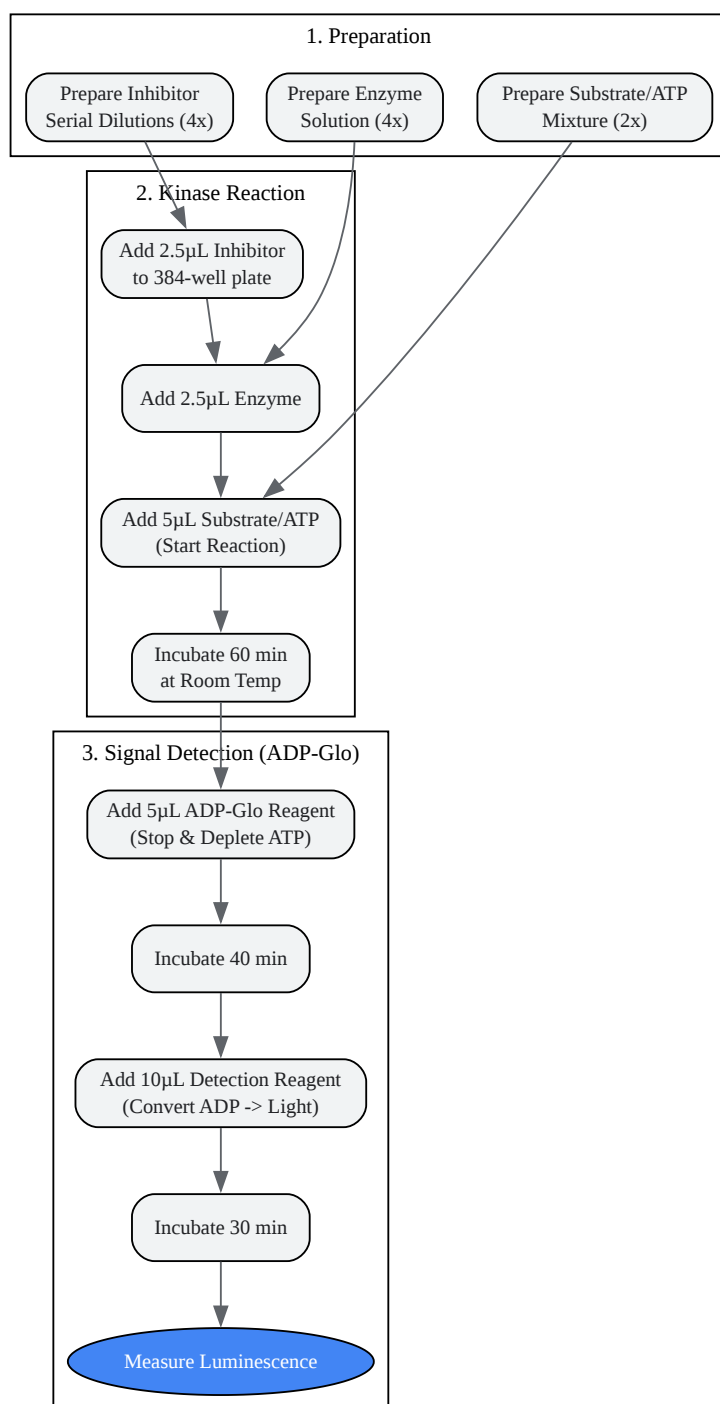 1. Preparation
Prepare Inhibitor
Serial Dilutions (4x)
Prepare Enzyme
Solution (4x)
Prepare Substrate/ATP
Mixture (2x)
2. Kinase Reaction
Add 2.5µL Inhibitor
to 384-well plate
Add 2.5µL Enzyme
Add 5µL Substrate/ATP
(Start Reaction)
Incubate 60 min
at Room Temp
3. Signal Detection (ADP-Glo)
Add 5µL ADP-Glo Reagent
(Stop & Deplete ATP)
Incubate 40 min
Add 10µL Detection Reagent
(Convert ADP -> Light)
Incubate 30 min
Measure Luminescence